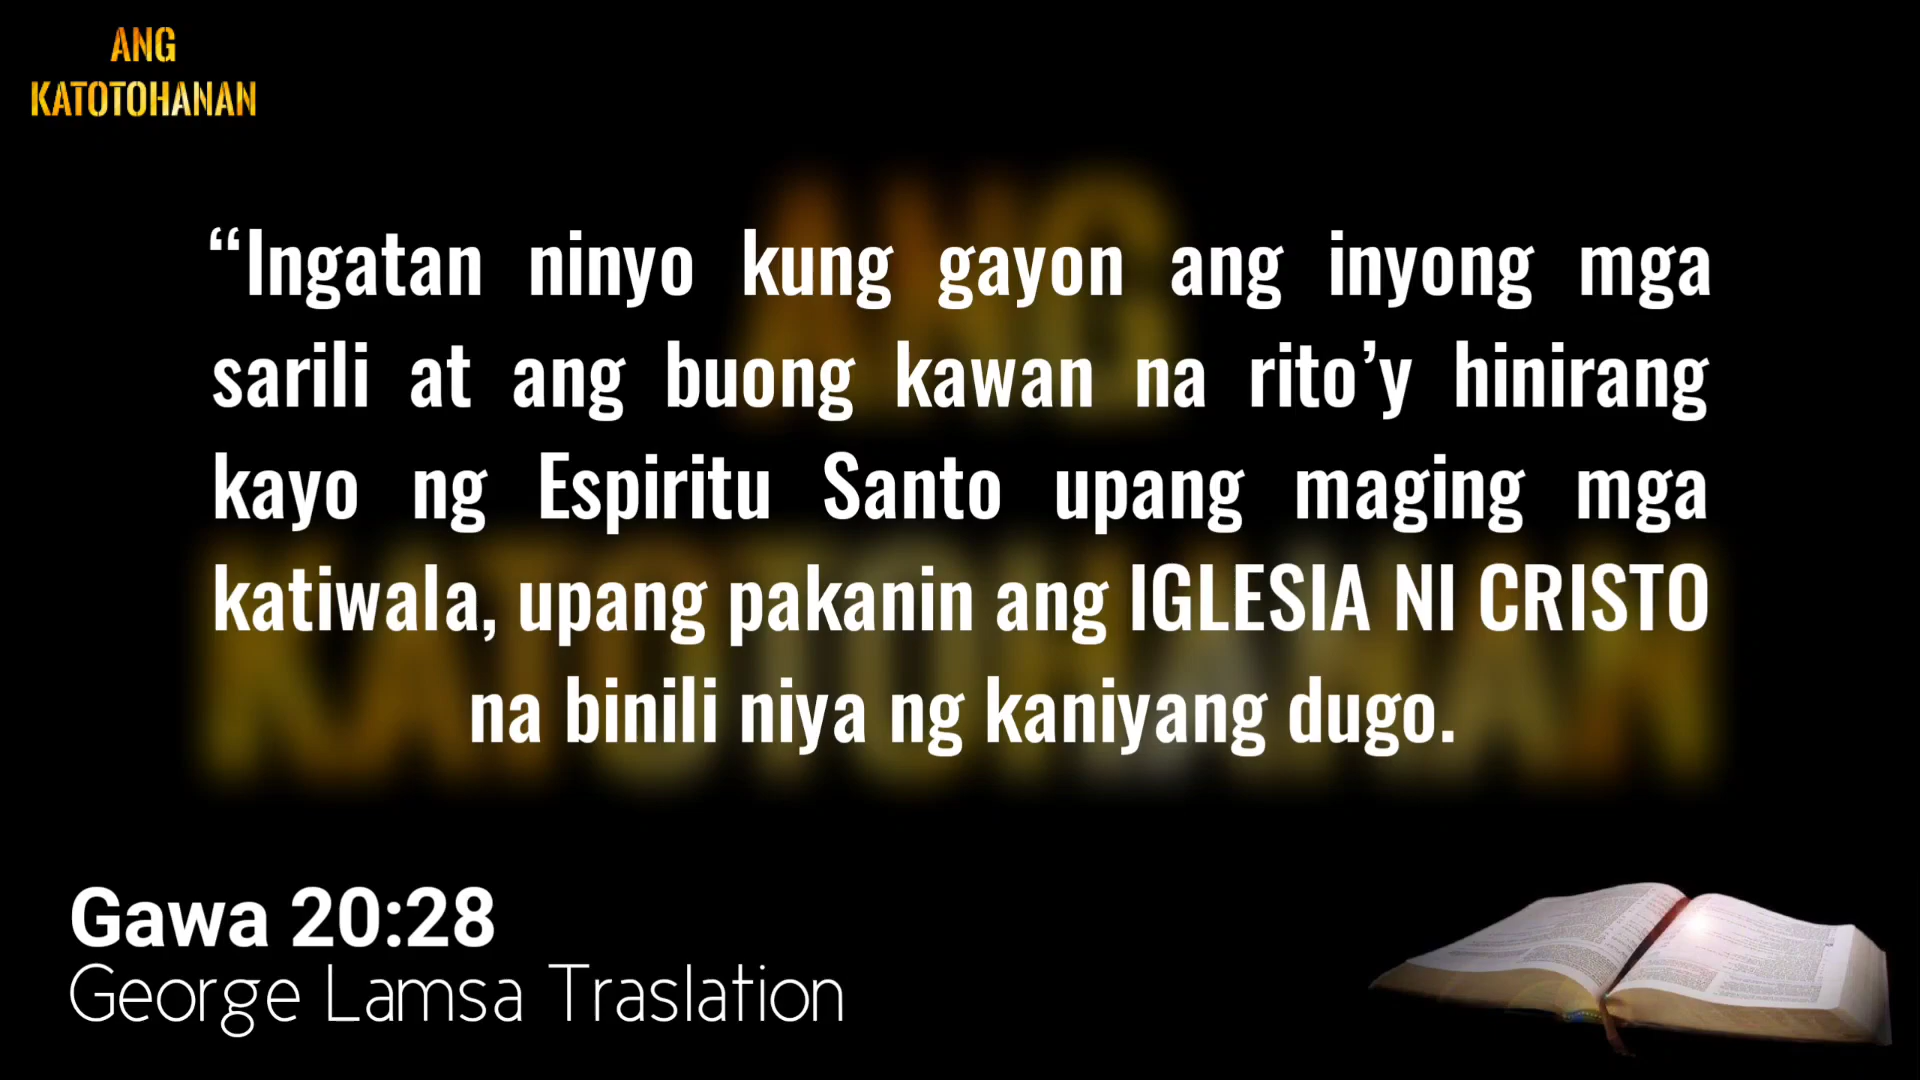 ANG
KATOTOHANAN
“Ingatan ninyo kung gayon ang inyong mga
sarili at ang buong kawan na rito’y hinirang
kayo ng Espiritu Santo upang maging mga
katiwala, upang pakanin ang IGLESIA NI CRISTO
na binili niya ng kaniyang dugo.
Gawa 20:28
George Lamsa Traslation